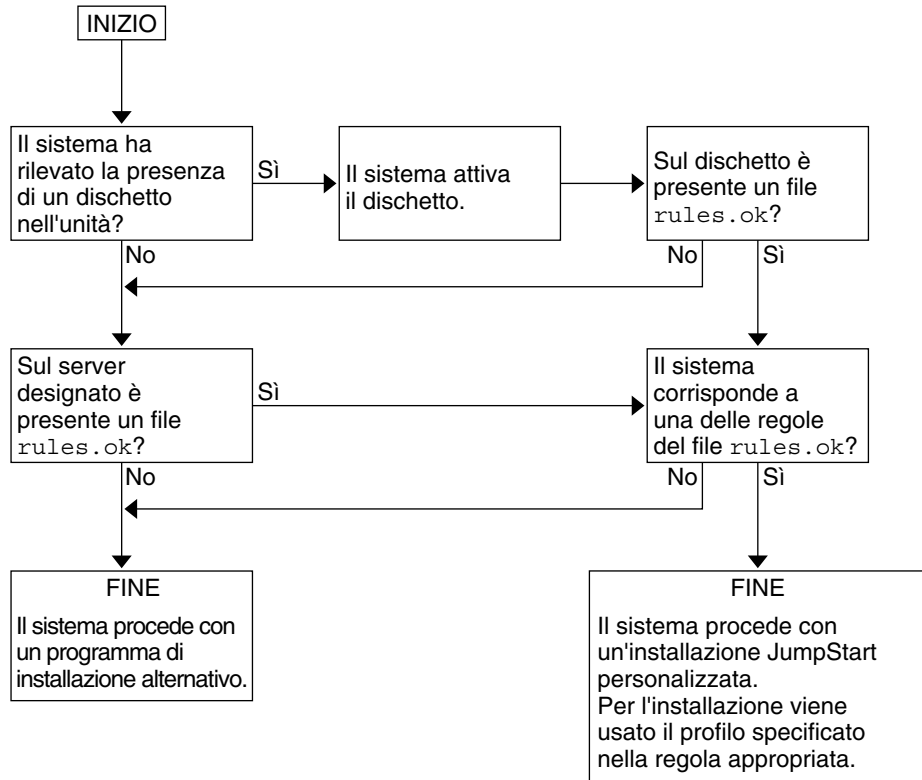 INIZIO
Il sistema ha
rilevato la presenza
di un dischetto
nell'unità?
Sì
Il sistema attiva
il dischetto.
Sul dischetto è
presente un file
rules.ok?
No
No
Sì
Sul server
designato è
presente un file
rules.ok?
Sì
Il sistema
corrisponde a
una delle regole
del file rules.ok?
No
No
Sì
FINE
Il sistema procede con
un programma di
installazione alternativo.
FINE
Il sistema procede con
un'installazione JumpStart
personalizzata.
Per l'installazione viene
usato il profilo specificato
nella regola appropriata.